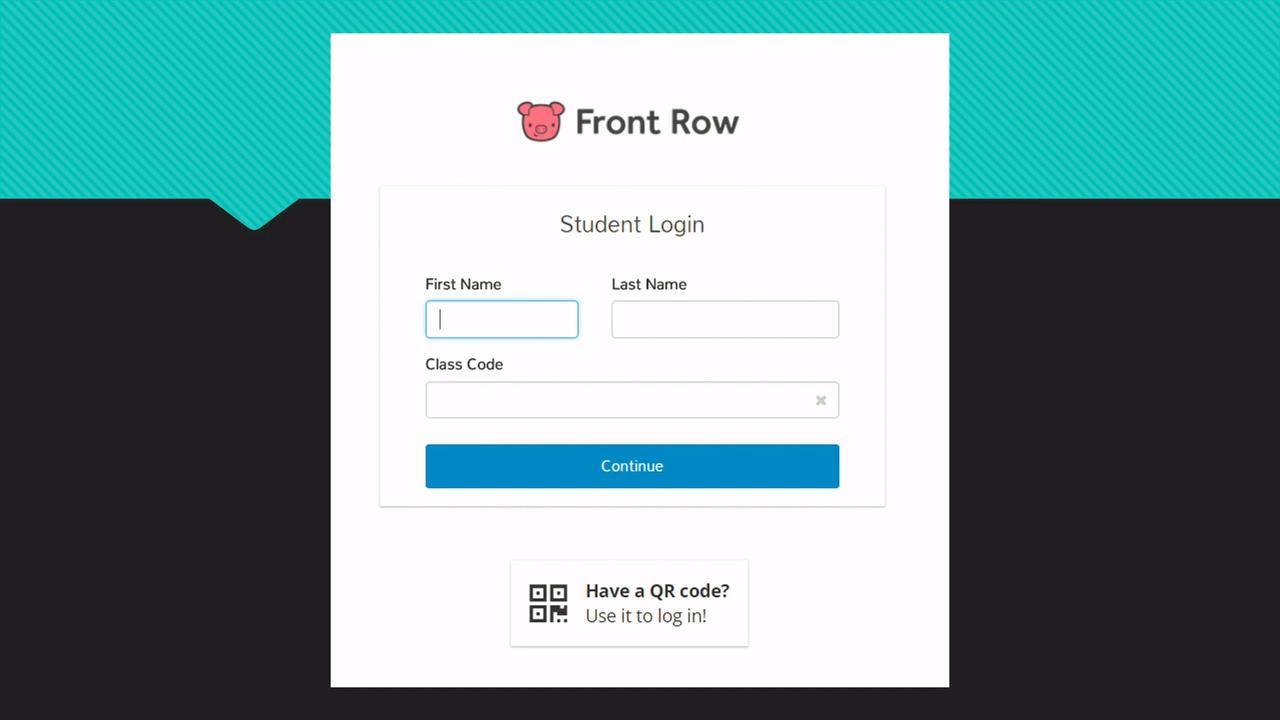 Front Row
Student Login
First Name
Last Name
Class Code
Continue
Have a QR code?
Use it to log in!